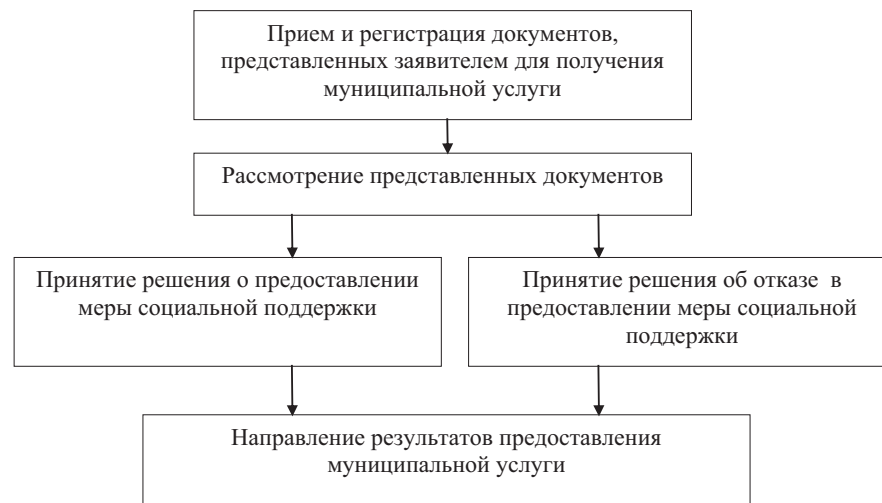 Прием и регистрация документов,
представленных заявителем для получения
муниципальной услуги
Рассмотрение представленных документов
Принятие решения о предоставлении
меры социальной поддержки
Принятие решения об отказе  в
предоставлении меры социальной
поддержки
Направление результатов предоставления
муниципальной услуги